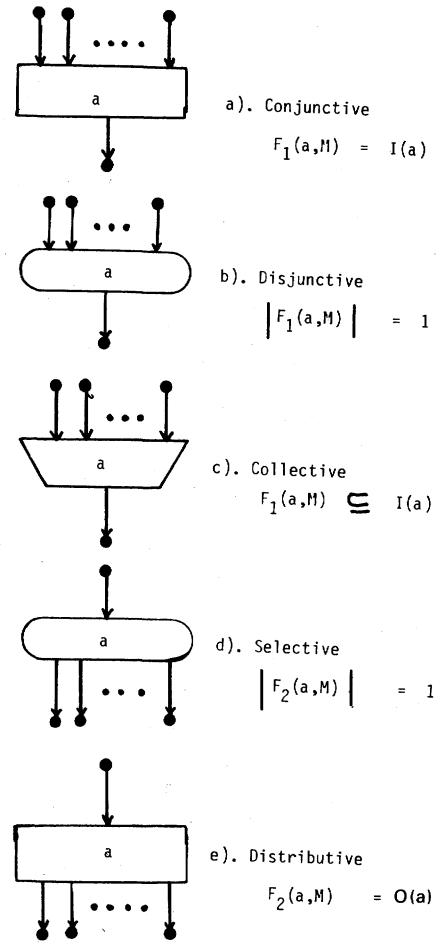 a
a). Conjunctive
F1(a,M) = I(a)
a
b). Disjunctive
|F1(a,M)| = 1
a
c). Collective
F1(a,M) ⊆ I(a)
a
d). Selective
|F2(a,M)| = 1
a
e). Distributive
F2(a,M) = O(a)